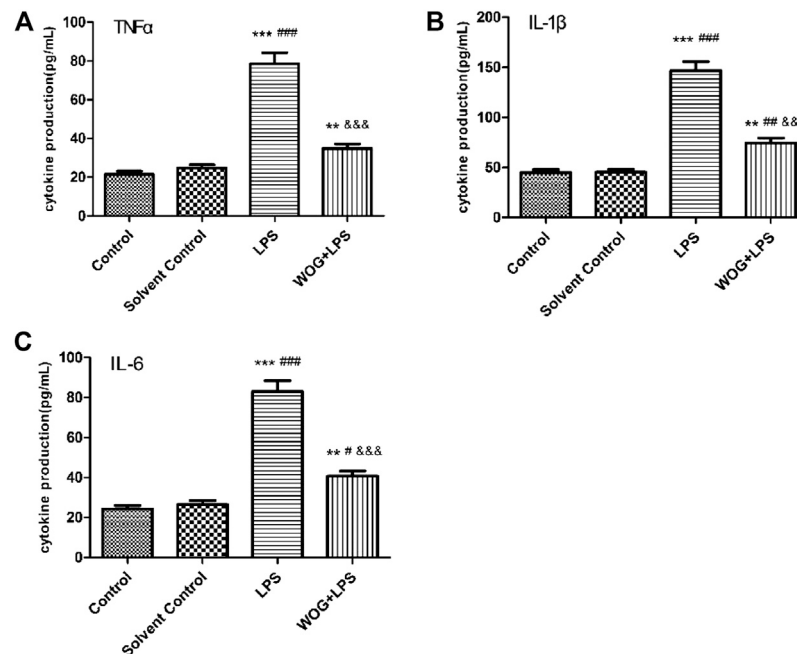 A
TNFα
cytokine production(pg/mL)
100
80
60
40
20
0
*** ###
** &&&
Control
Solvent Control
LPS
WOG+LPS
B
IL-1β
cytokine production(pg/mL)
200
150
100
50
0
*** ###
** ## &&
Control
Solvent Control
LPS
WOG+LPS
C
IL-6
cytokine production(pg/mL)
100
80
60
40
20
0
*** ###
** # &&&
Control
Solvent Control
LPS
WOG+LPS